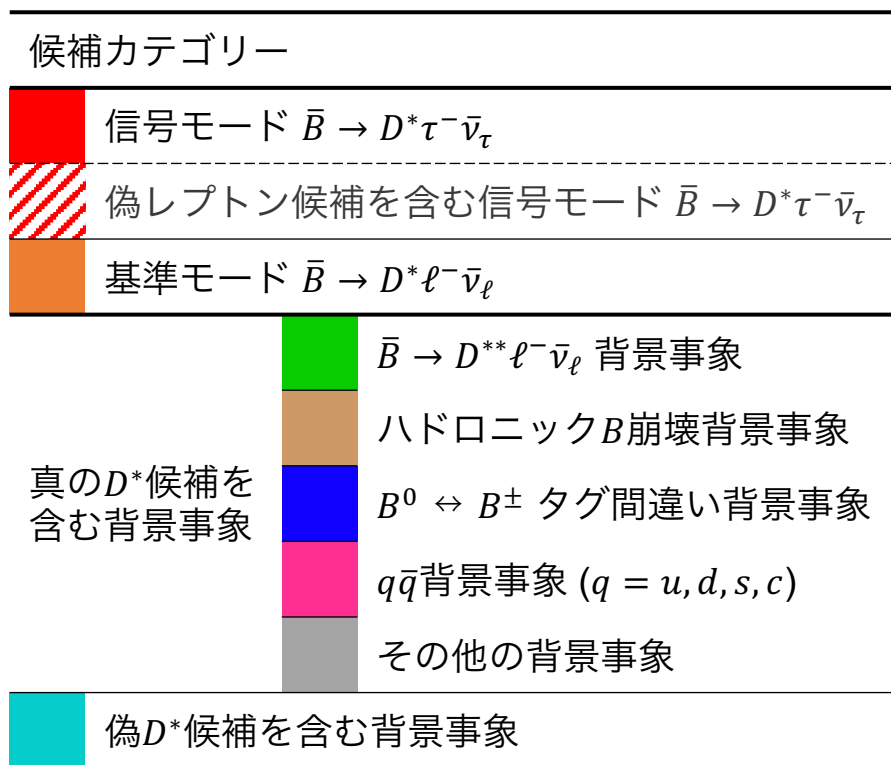 候補カテゴリー
信号モード B̄ → D*τ⁻ν̄_τ
偽レプトン候補を含む信号モード B̄ → D*τ⁻ν̄_τ
基準モード B̄ → D*ℓ⁻ν̄_ℓ
真のD*候補を
含む背景事象
B̄ → D**ℓ⁻ν̄_ℓ 背景事象
ハドロニックB崩壊背景事象
B⁰ ↔ B± タグ間違い背景事象
qq̄背景事象 (q = u, d, s, c)
その他の背景事象
偽D*候補を含む背景事象